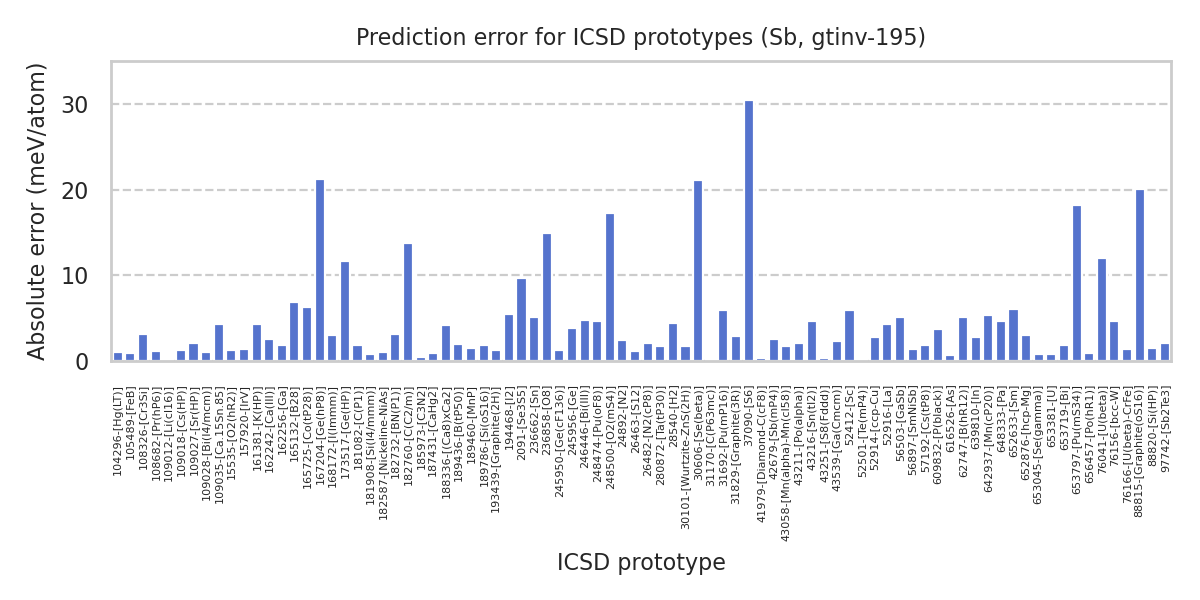 Prediction error for ICSD prototypes (Sb, gtinv-195)
Absolute error (meV/atom)
30
20
10
0
104296-[Hg(LT)]
105489-[FeB]
108326-[Cr3Si]
108682-[Pr(hP6)]
109012-[Li(cI16)]
109018-[Cs(HP)]
109027-[Sr(HP)]
109028-[Bi(I4/mcm)]
109035-[Ca.15Sn.85]
15535-[O2(hR2)]
157920-[IrV]
161381-[K(HP)]
162242-[Ca(III)]
162256-[Ga]
165132-[B28]
165725-[Co(tP28)]
167204-[Ge(hP8)]
168172-[I(Immm)]
173517-[Ge(HP)]
181082-[C(P1)]
181908-[Si(I4/mmm)]
182587-[Nickeline-NiAs]
182732-[BN(P1)]
182760-[C(C2/m)]
185973-[C3N2]
187431-[CaHg2]
188336-[(Ca8)xCa2]
189436-[B(tP50)]
189460-[MnP]
189786-[Si(oS16)]
193439-[Graphite(2H)]
194468-[I2]
2091-[Se3S5]
236662-[Sn]
236858-[O8]
245950-[Ge(cF136)]
245956-[Ge]
246446-[Bi(III)]
248474-[Pu(oF8)]
248500-[O2(mS4)]
24892-[N2]
26463-[S12]
26482-[N2(cP8)]
280872-[Ta(tP30)]
28540-[H2]
30101-[Wurtzite-ZnS(2H)]
30606-[Se(beta)]
31170-[C(P63mc)]
31692-[Pu(mP16)]
31829-[Graphite(3R)]
37090-[S6]
41979-[Diamond-C(cF8)]
42679-[Sb(mP4)]
43058-[Mn(alpha)-Mn(cI58)]
43211-[Po(alpha)]
43216-[Sn(tI4)]
43251-[S8(Fddd)]
43539-[Ga(Cmcm)]
52412-[Sc]
52501-[Te(mP4)]
52914-[ccp-Cu]
52916-[La]
56503-[GaSb]
56897-[SmNiSb]
57192-[Cs(tP8)]
609832-[P(black)]
616526-[As]
62747-[B(hR12)]
639810-[In]
642937-[Mn(cP20)]
648333-[Pa]
652633-[Sm]
652876-[hcp-Mg]
653045-[Se(gamma)]
653381-[U]
653719-[I]
653797-[Pu(mS34)]
656457-[Po(hR1)]
76041-[U(beta)]
76156-[bcc-W]
76166-[U(beta)-CrFe]
88815-[Graphite(oS16)]
88820-[Si(HP)]
97742-[Sb2Te3]
ICSD prototype